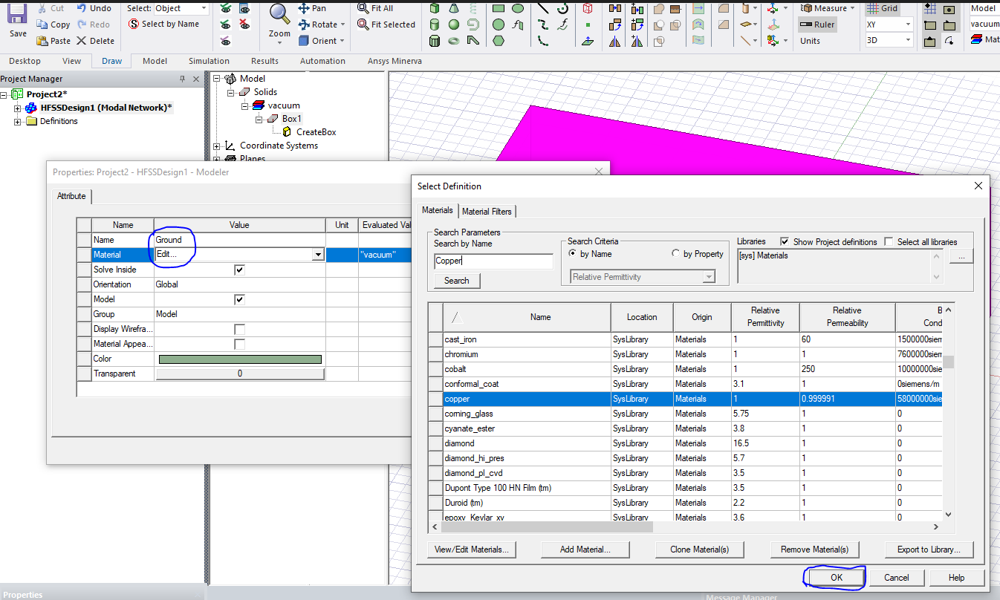 Cut
Undo
Select:
Object
Fit All
Pan
Measure
Grid
Model
Save
Copy
Redo
Select by Name
Zoom
Rotate
Fit Selected
Ruler
XY
vacuum
Paste
Delete
Orient
Units
3D
Mat
Desktop
View
Draw
Model
Simulation
Results
Automation
Ansys Minerva
Project Manager
Project2*
HFSSDesign1 (Modal Network)*
Definitions
Model
Solids
vacuum
Box1
CreateBox
Coordinate Systems
Planes
Properties: Project2 - HFSSDesign1 - Modeler
Attribute
Name Value Unit Evaluated Val
Name Ground
Material Edit... "vacuum"
Solve Inside
Orientation Global
Model
Group Model
Display Wirefra...
Material Appea...
Color
Transparent 0
Select Definition
Materials
Material Filters
Search Parameters
Search by Name
Copper
Search
Search Criteria
by Name
by Property
Relative Permittivity
Libraries
Show Project definitions
Select all libraries
[sys] Materials
...
/ Name Location Origin Relative Permittivity Relative Permeability B Cond
cast_iron SysLibrary Materials 1 60 1500000siem
chromium SysLibrary Materials 1 1 7600000siem
cobalt SysLibrary Materials 1 250 10000000sie
conformal_coat SysLibrary Materials 3.1 1 0siemens/m
copper SysLibrary Materials 1 0.999991 58000000sie
corning_glass SysLibrary Materials 5.75 1 0
cyanate_ester SysLibrary Materials 3.8 1 0
diamond SysLibrary Materials 16.5 1 0
diamond_hi_pres SysLibrary Materials 5.7 1 0
diamond_pl_cvd SysLibrary Materials 3.5 1 0
Dupont Type 100 HN Film (tm) SysLibrary Materials 3.5 1 0
Duroid (tm) SysLibrary Materials 2.2 1 0
epoxy_Kevlar_xy SysLibrary Materials 3.6 1 0
View/Edit Materials...
Add Material...
Clone Material(s)
Remove Material(s)
Export to Library...
OK
Cancel
Help
Properties
Message Manager